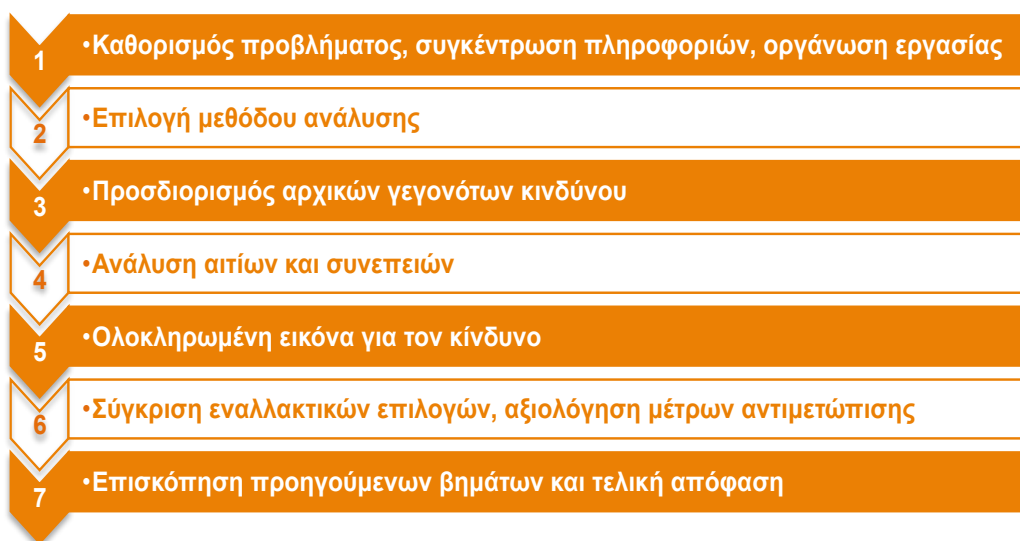 1
•Καθορισμός προβλήματος, συγκέντρωση πληροφοριών, οργάνωση εργασίας
2
•Επιλογή μεθόδου ανάλυσης
3
•Προσδιορισμός αρχικών γεγονότων κινδύνου
4
•Ανάλυση αιτίων και συνεπειών
5
•Ολοκληρωμένη εικόνα για τον κίνδυνο
6
•Σύγκριση εναλλακτικών επιλογών, αξιολόγηση μέτρων αντιμετώπισης
7
•Επισκόπηση προηγούμενων βημάτων και τελική απόφαση